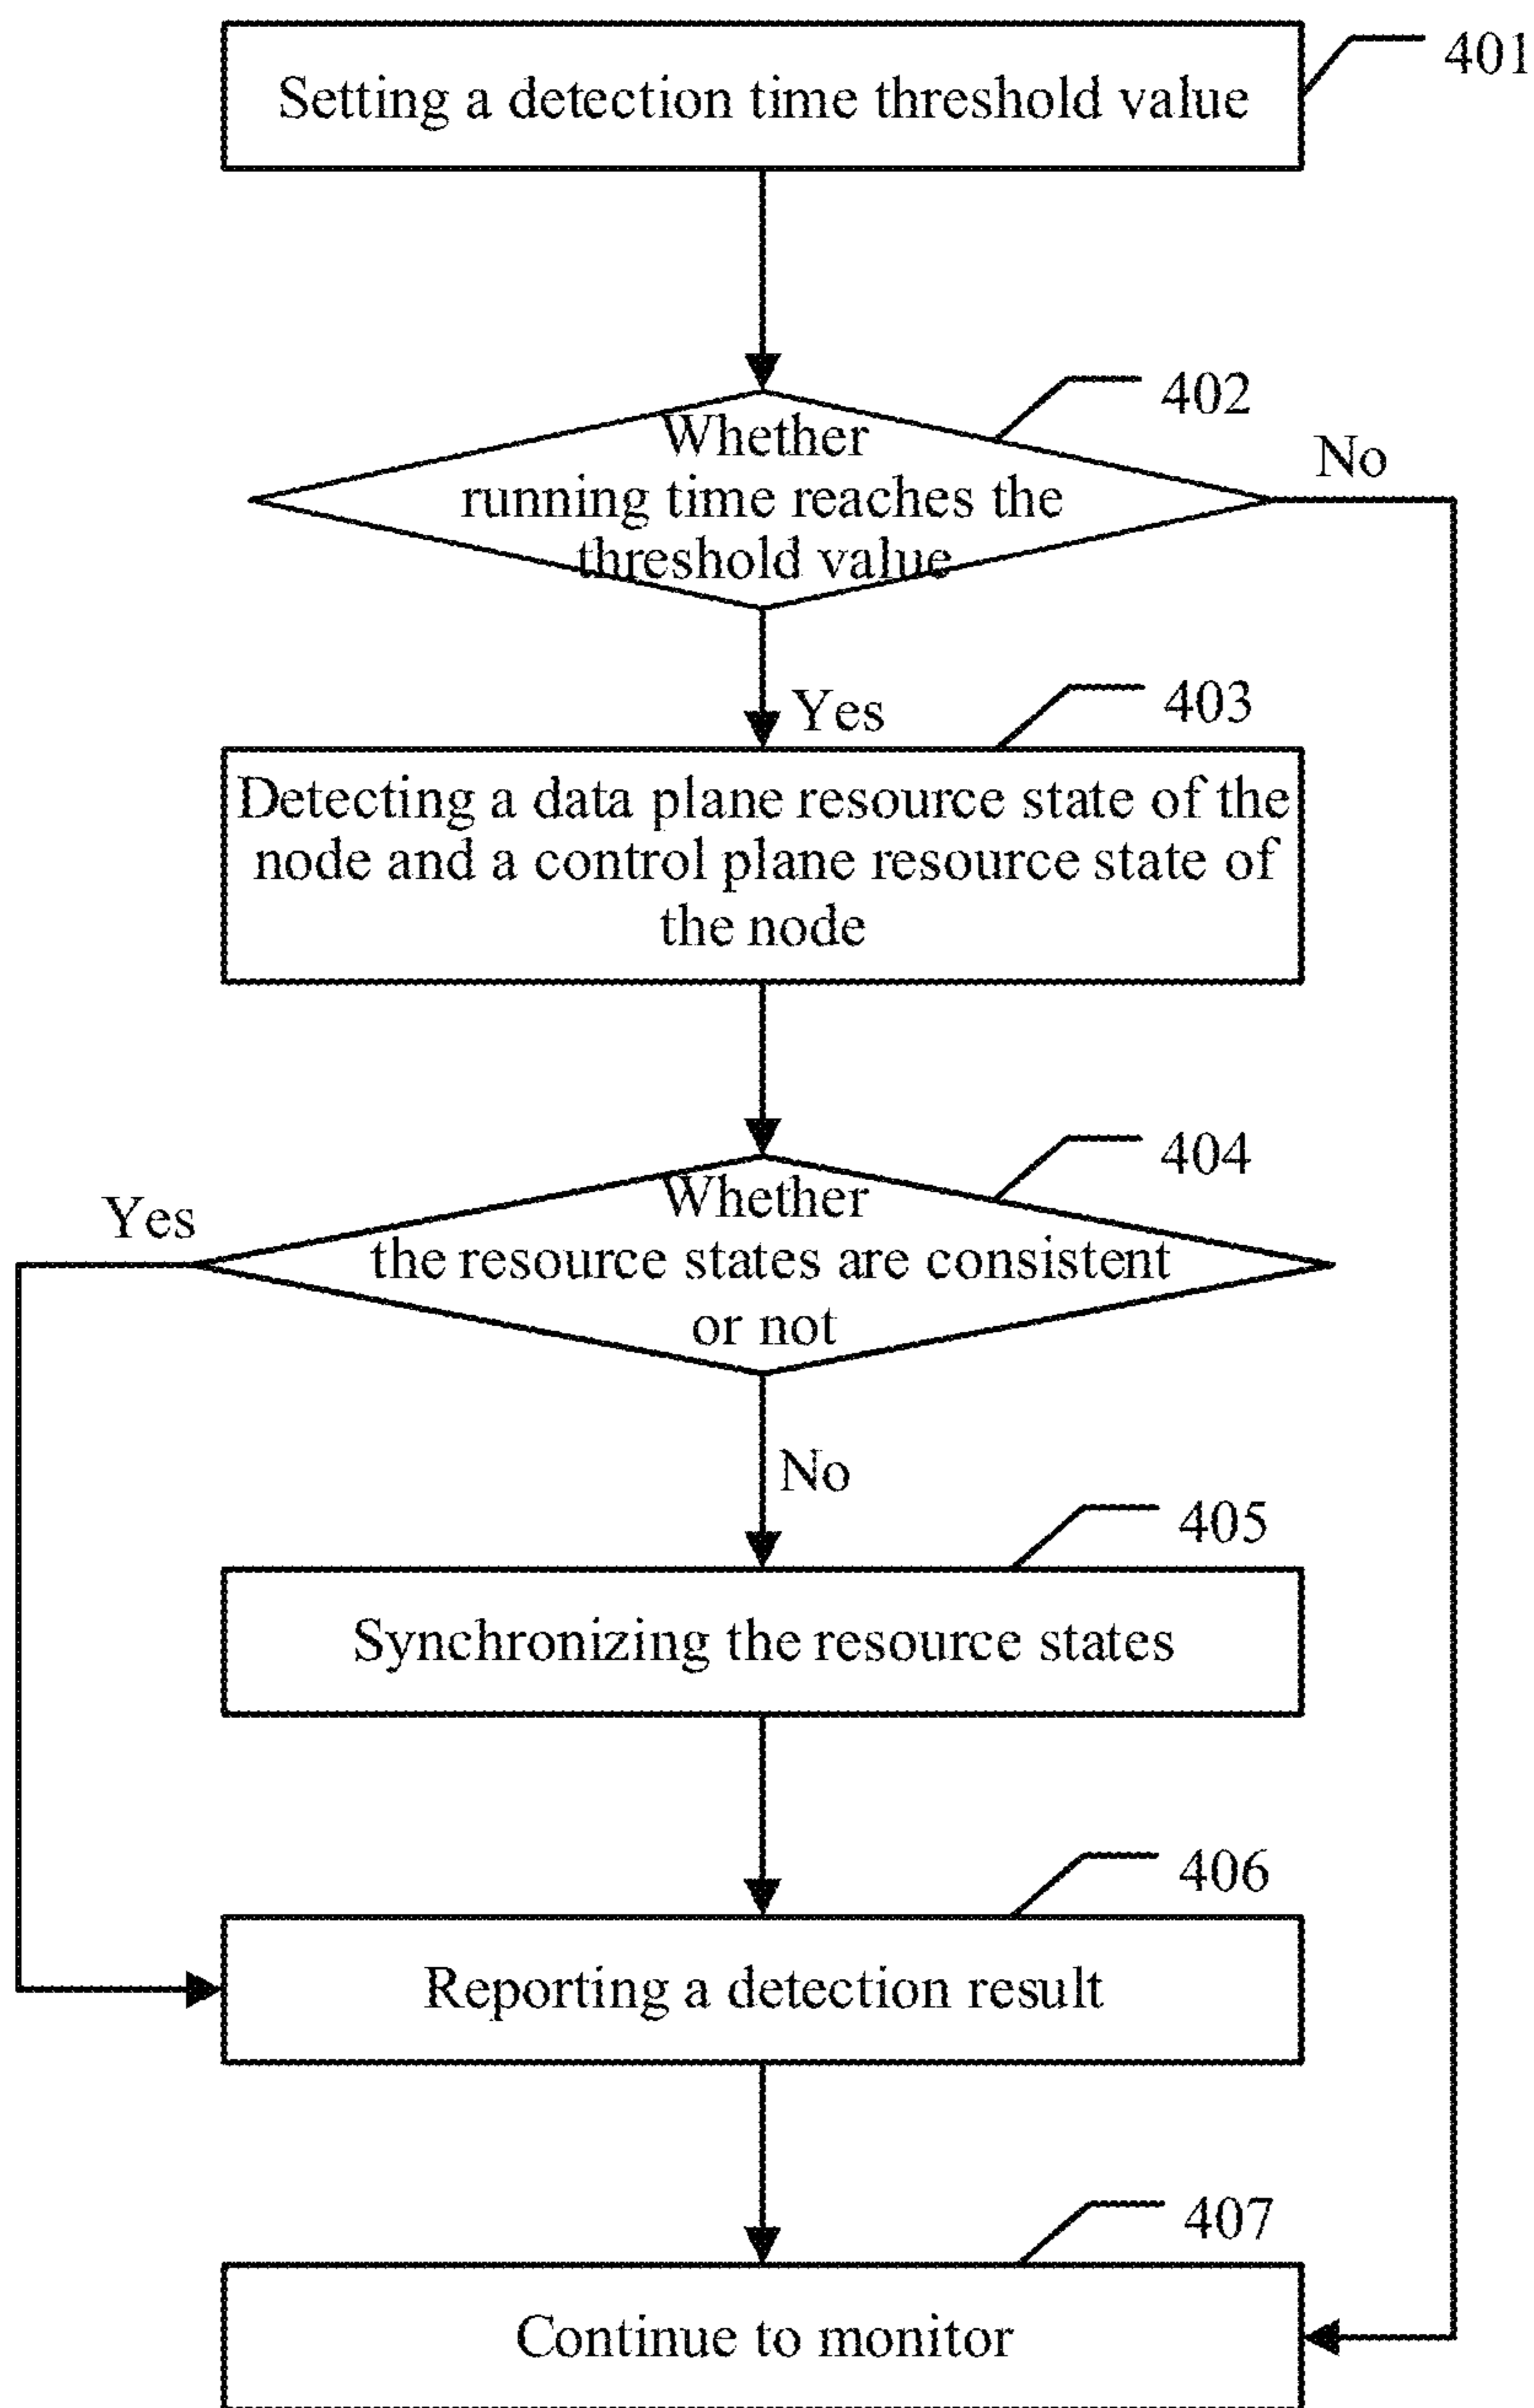 Setting a detection time threshold value
401
402
Whether
running time reaches the
threshold value
No
Yes
403
Detecting a data plane resource state of the
node and a control plane resource state of
the node
404
Yes
Whether
the resource states are consistent
or not
No
405
Synchronizing the resource states
406
Reporting a detection result
407
Continue to monitor